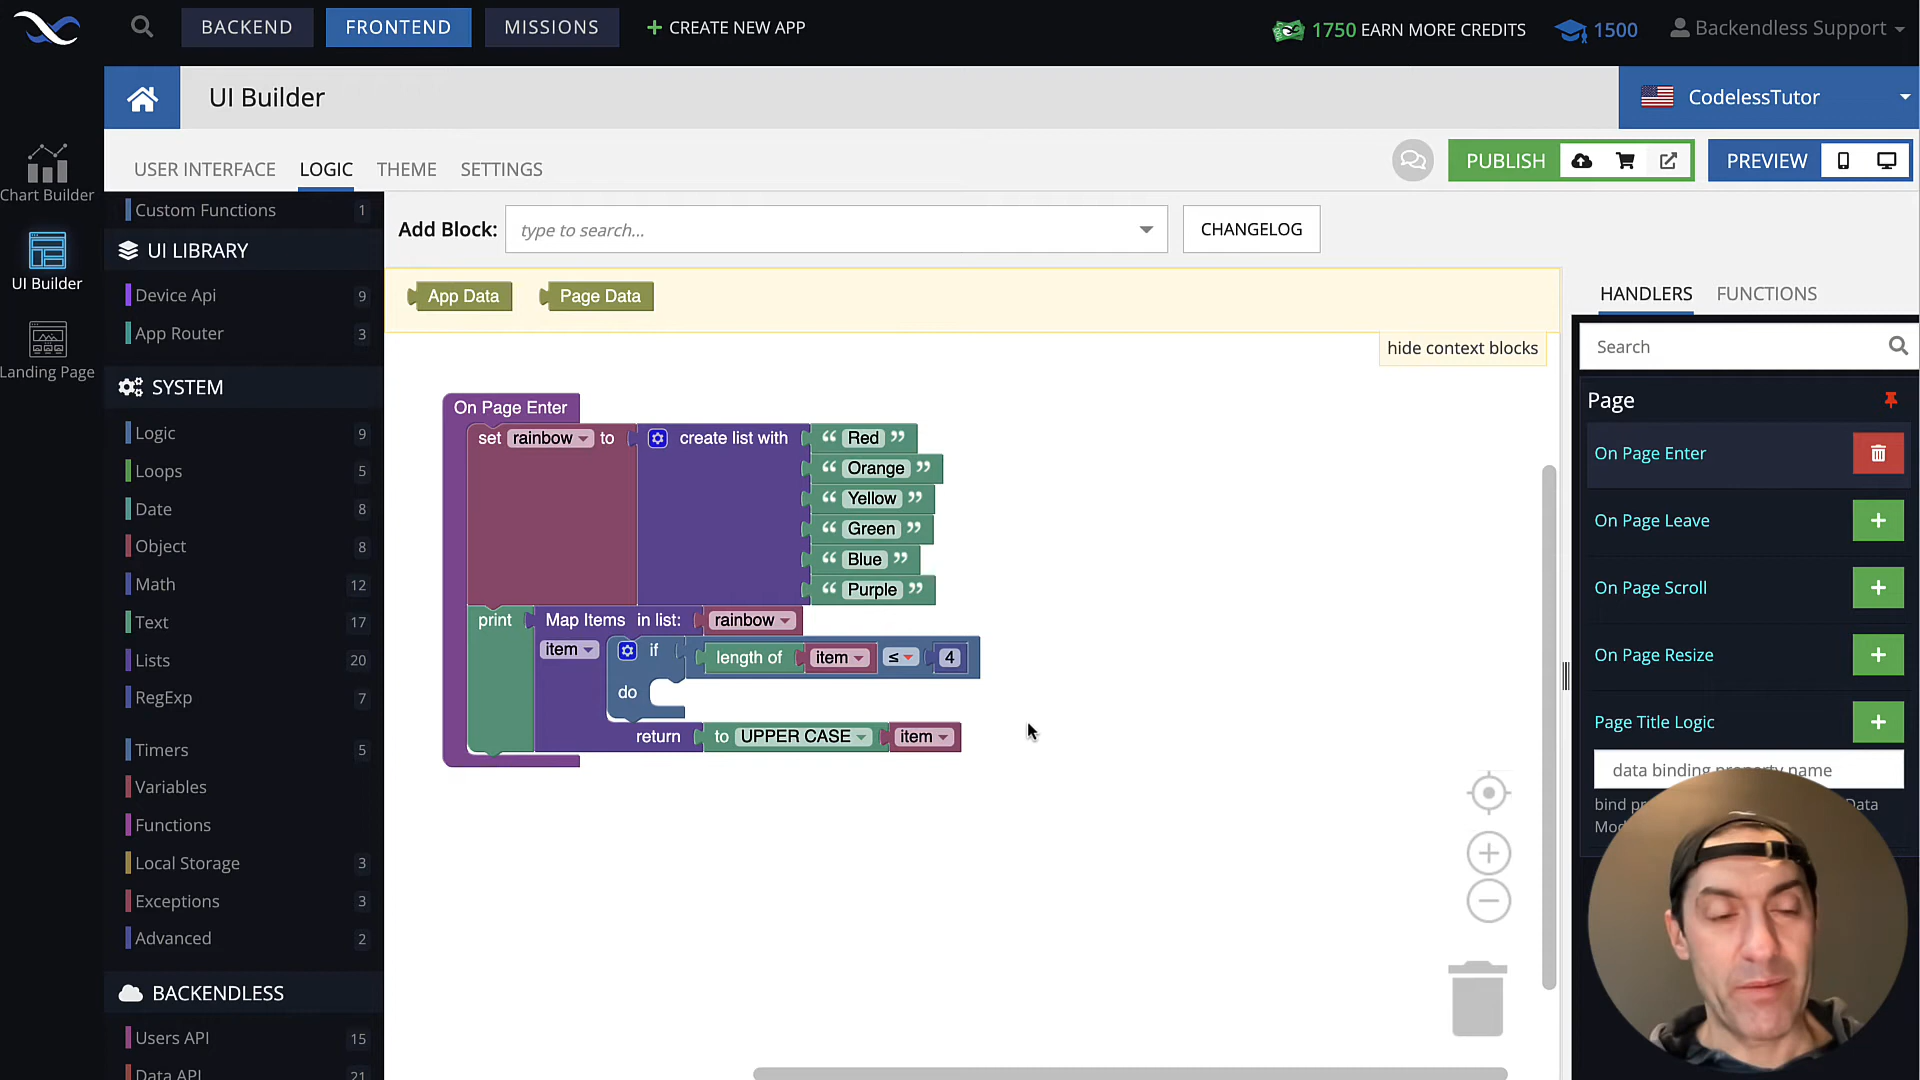 BACKEND
FRONTEND
MISSIONS
+ CREATE NEW APP
1750 EARN MORE CREDITS
1500
Backendless Support
UI Builder
CodelessTutor
Chart Builder
UI Builder
Landing Page
USER INTERFACE
LOGIC
THEME
SETTINGS
PUBLISH
PREVIEW
Custom Functions 1
UI LIBRARY
Device Api 9
App Router 3
SYSTEM
Logic 9
Loops 5
Date 8
Object 8
Math 12
Text 17
Lists 20
RegExp 7
Timers 5
Variables
Functions
Local Storage 3
Exceptions 3
Advanced 2
BACKENDLESS
Users API 15
Data API 21
Add Block:
type to search...
CHANGELOG
App Data
Page Data
hide context blocks
On Page Enter
set rainbow to create list with “ Red ”
“ Orange ”
“ Yellow ”
“ Green ”
“ Blue ”
“ Purple ”
print Map Items in list: rainbow
item if length of item ≤ 4
do
return to UPPER CASE item
HANDLERS
FUNCTIONS
Search
Page
On Page Enter
On Page Leave
On Page Scroll
On Page Resize
Page Title Logic
data binding property name
bind
Data